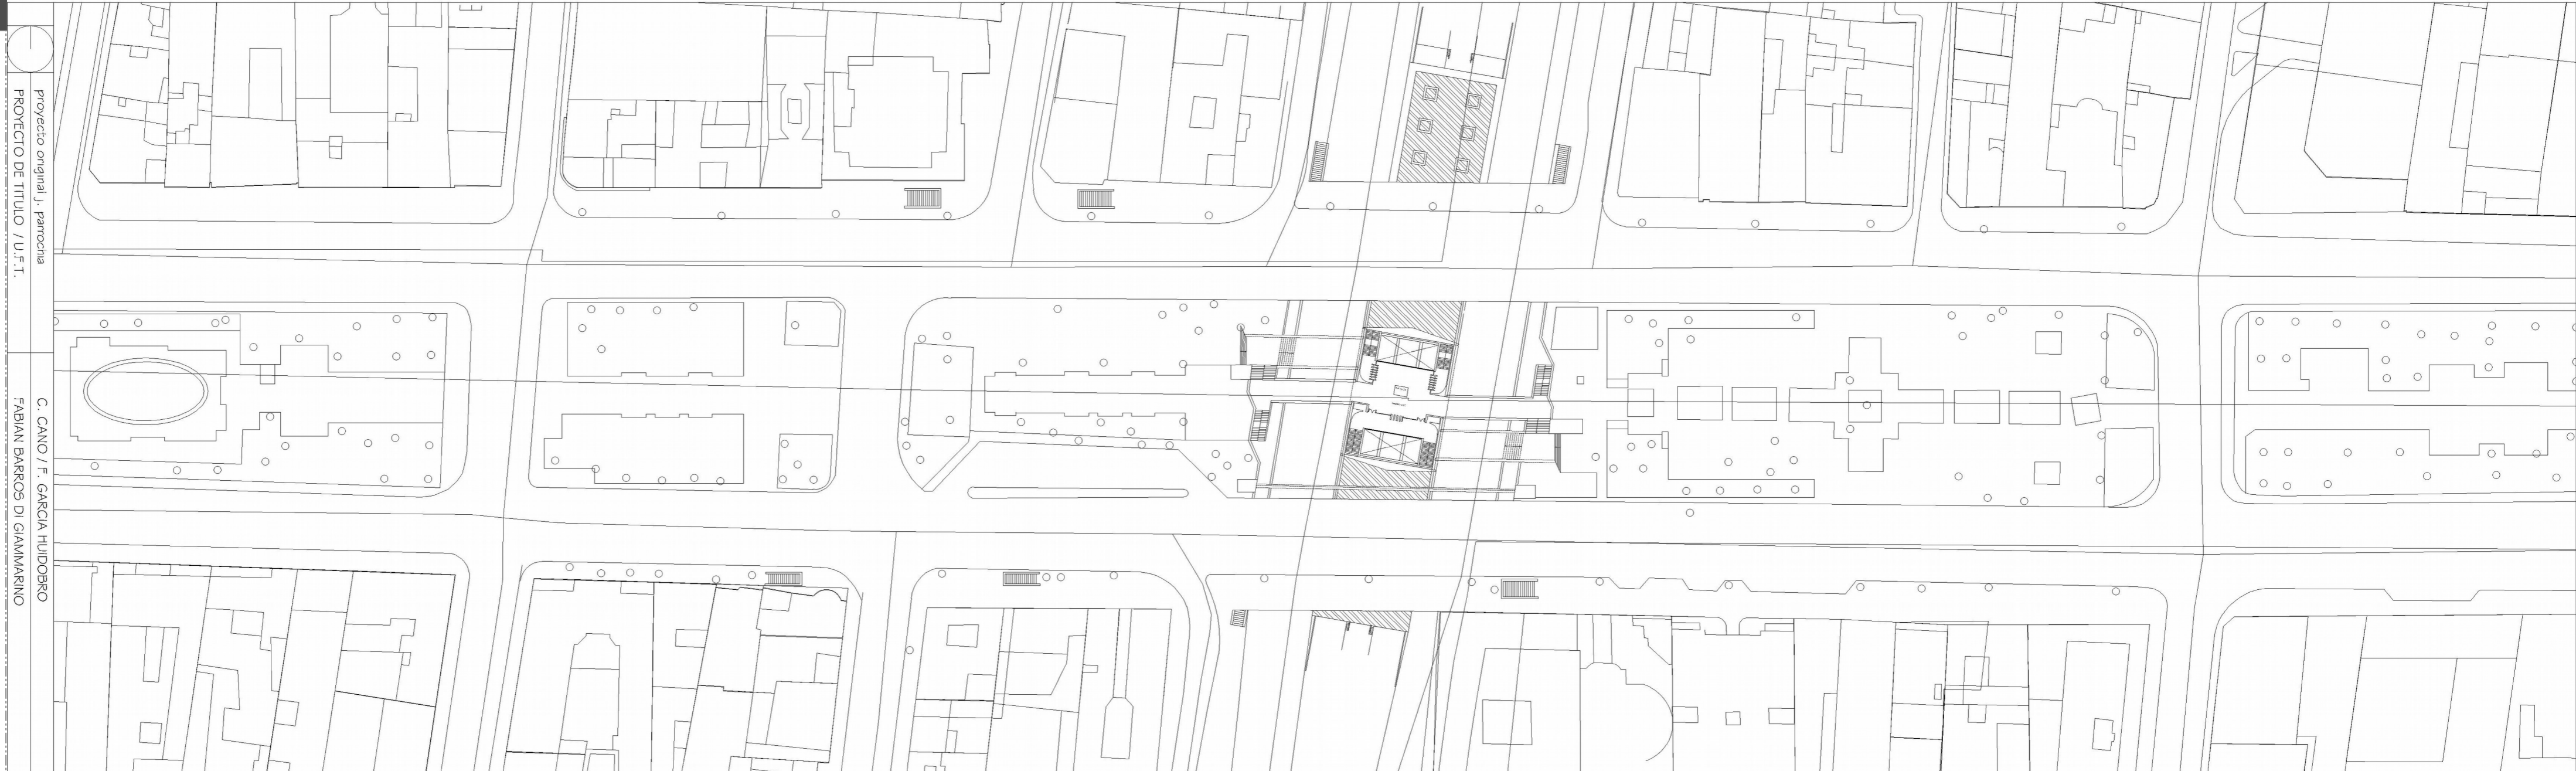 proyecto original j. parrochia
PROYECTO DE TITULO / U.F.T.
C. CANO / F. GARCIA HUIDOBRO
FABIAN BARROS DI GIAMMARINO